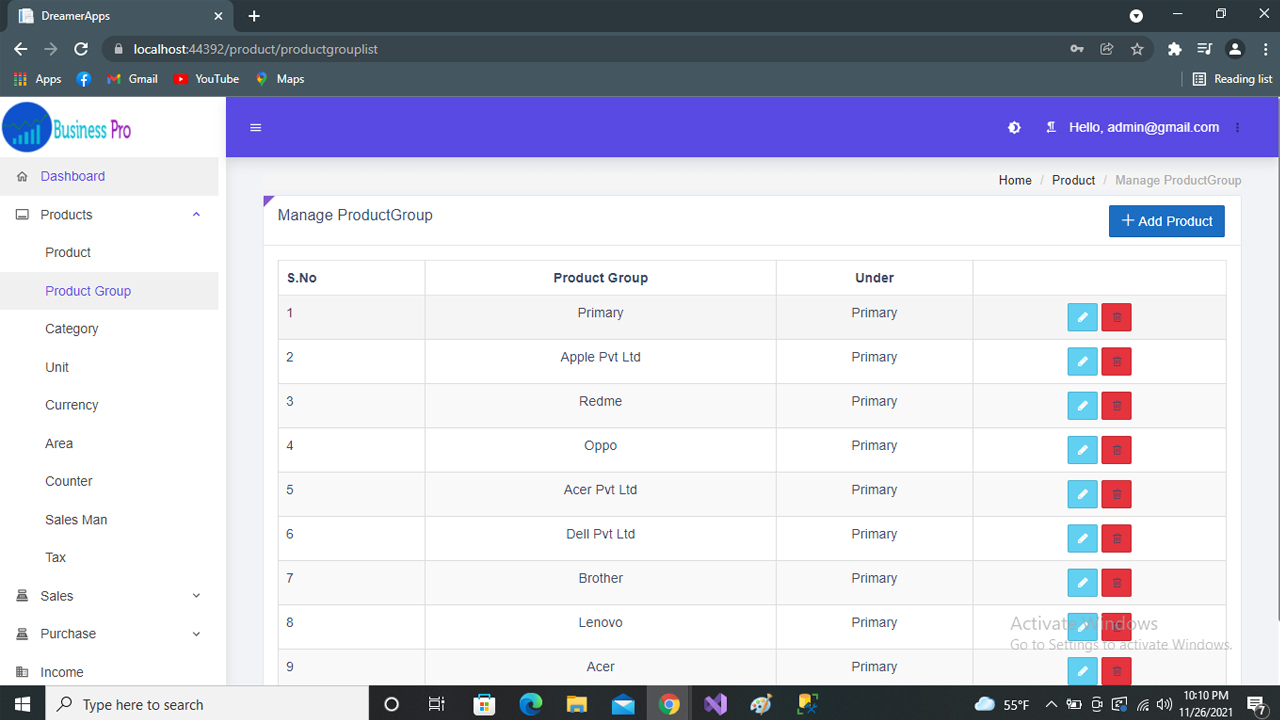 DreamerApps
localhost:44392/product/productgrouplist
Apps Gmail YouTube Maps Reading list
Business Pro
Hello, admin@gmail.com
Home / Product / Manage ProductGroup
Dashboard
Products
Product
Product Group
Category
Unit
Currency
Area
Counter
Sales Man
Tax
Sales
Purchase
Income
Manage ProductGroup
+ Add Product
S.No Product Group Under
1 Primary Primary
2 Apple Pvt Ltd Primary
3 Redme Primary
4 Oppo Primary
5 Acer Pvt Ltd Primary
6 Dell Pvt Ltd Primary
7 Brother Primary
8 Lenovo Primary
9 Acer Primary
Activate Windows
Go to Settings to activate Windows.
Type here to search
55°F
10:10 PM
11/26/2021
7